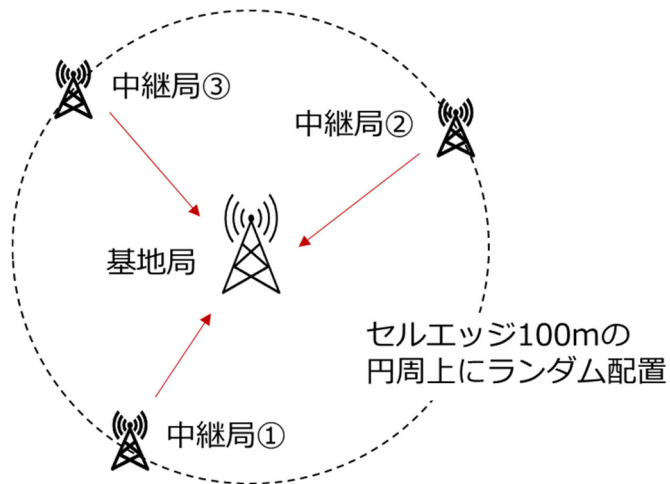 中継局③
中継局②
基地局
セルエッジ100mの
円周上にランダム配置
中継局①